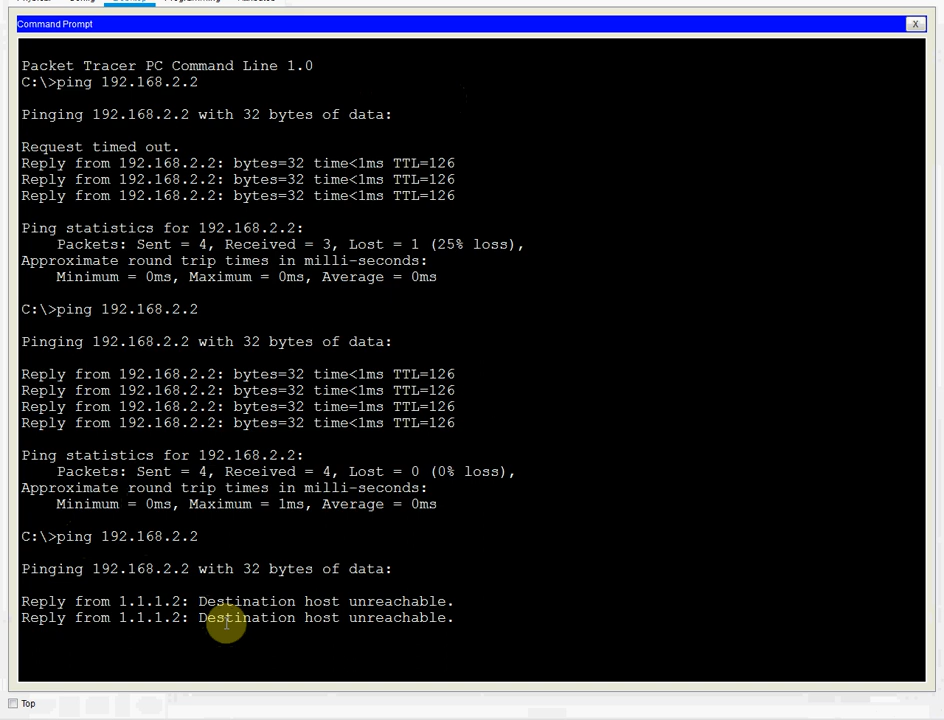 Command Prompt
X
Packet Tracer PC Command Line 1.0
C:\>ping 192.168.2.2
Pinging 192.168.2.2 with 32 bytes of data:
Request timed out.
Reply from 192.168.2.2: bytes=32 time<1ms TTL=126
Reply from 192.168.2.2: bytes=32 time<1ms TTL=126
Reply from 192.168.2.2: bytes=32 time<1ms TTL=126
Ping statistics for 192.168.2.2:
    Packets: Sent = 4, Received = 3, Lost = 1 (25% loss),
Approximate round trip times in milli-seconds:
    Minimum = 0ms, Maximum = 0ms, Average = 0ms
C:\>ping 192.168.2.2
Pinging 192.168.2.2 with 32 bytes of data:
Reply from 192.168.2.2: bytes=32 time<1ms TTL=126
Reply from 192.168.2.2: bytes=32 time<1ms TTL=126
Reply from 192.168.2.2: bytes=32 time=1ms TTL=126
Reply from 192.168.2.2: bytes=32 time<1ms TTL=126
Ping statistics for 192.168.2.2:
    Packets: Sent = 4, Received = 4, Lost = 0 (0% loss),
Approximate round trip times in milli-seconds:
    Minimum = 0ms, Maximum = 1ms, Average = 0ms
C:\>ping 192.168.2.2
Pinging 192.168.2.2 with 32 bytes of data:
Reply from 1.1.1.2: Destination host unreachable.
Reply from 1.1.1.2: Destination host unreachable.
Top